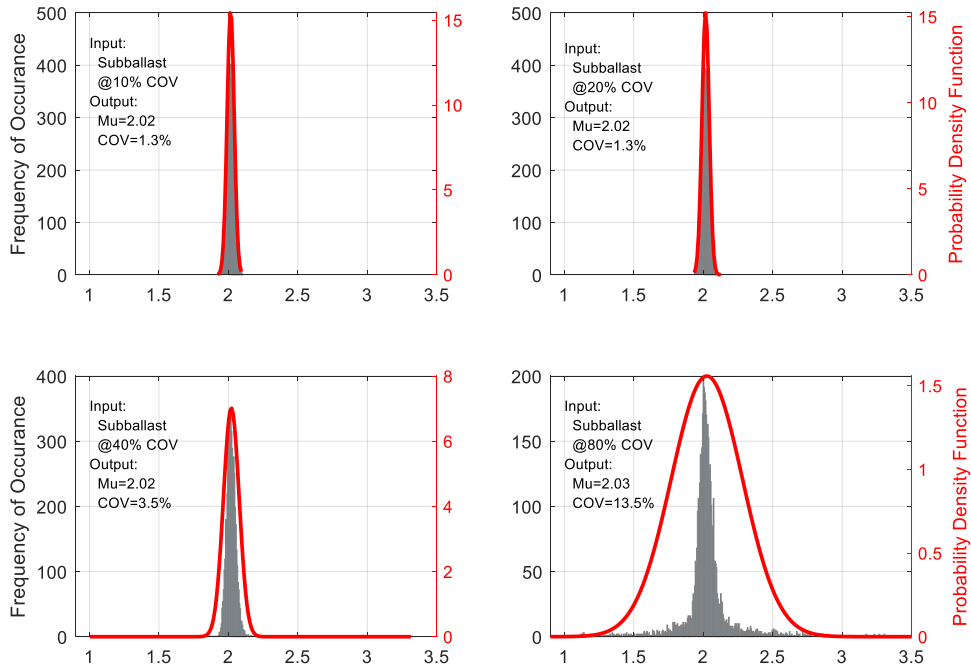 500
400
300
200
100
0
Frequency of Occurance
Input:
Subballast
@10% COV
Output:
Mu=2.02
COV=1.3%
15
10
5
0
1 1.5 2 2.5 3 3.5
500
400
300
200
100
0
Input:
Subballast
@20% COV
Output:
Mu=2.02
COV=1.3%
15
10
5
0
Probability Density Function
1 1.5 2 2.5 3 3.5
400
300
200
100
0
Frequency of Occurance
Input:
Subballast
@40% COV
Output:
Mu=2.02
COV=3.5%
8
6
4
2
0
1 1.5 2 2.5 3 3.5
200
150
100
50
0
Input:
Subballast
@80% COV
Output:
Mu=2.03
COV=13.5%
1.5
1
0.5
0
Probability Density Function
1 1.5 2 2.5 3 3.5